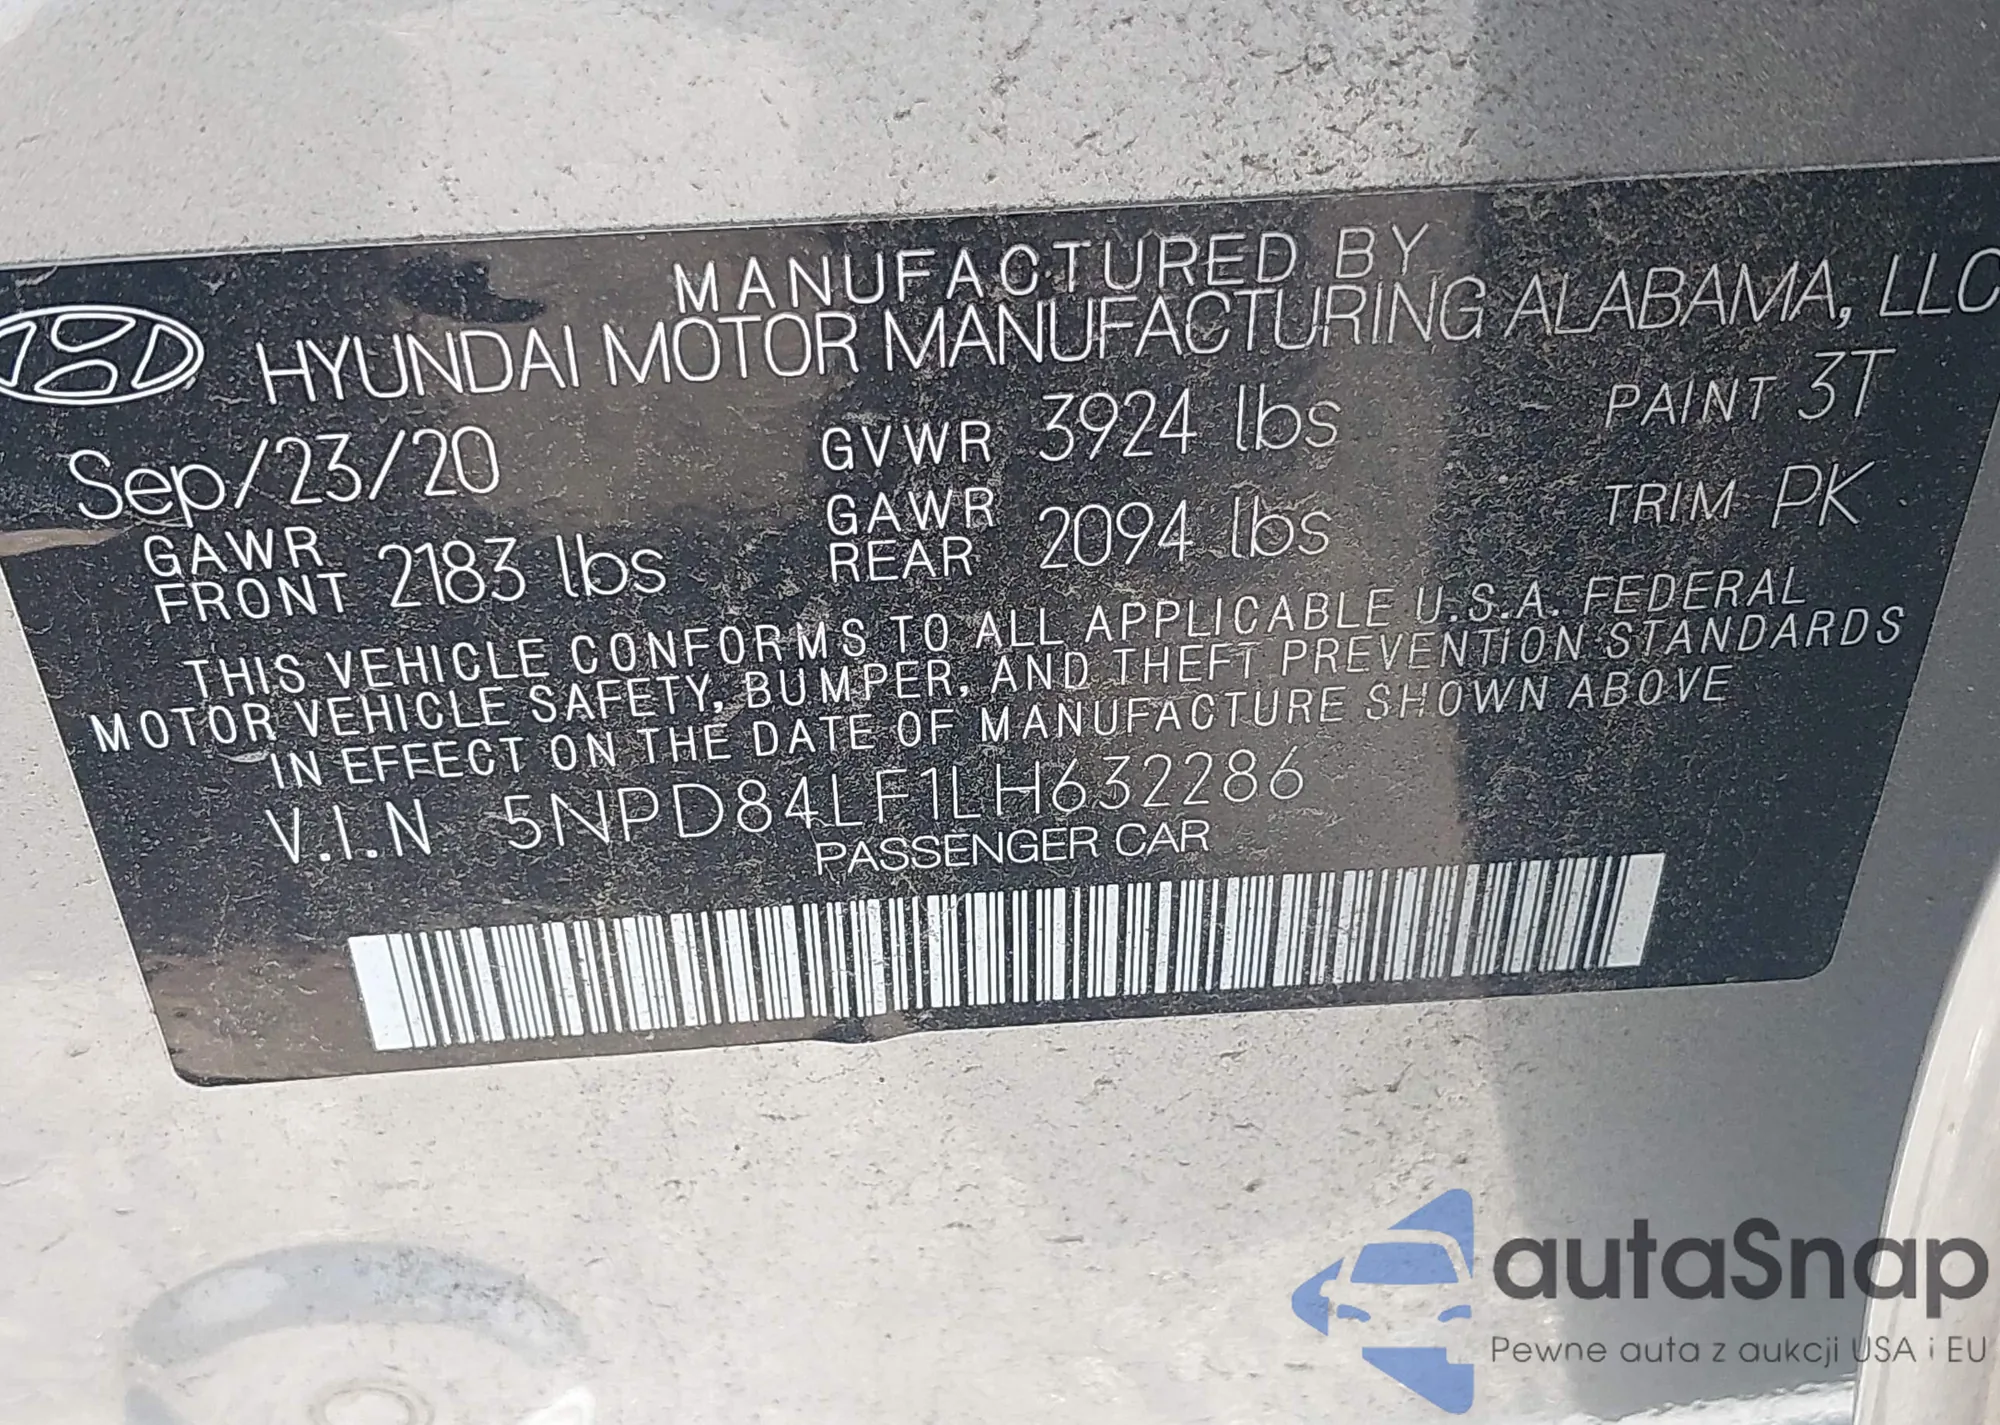 MANUFACTURED BY
HYUNDAI MOTOR MANUFACTURING ALABAMA, LLC
Sep/23/20 GVWR 3924 lbs PAINT 3T
GAWR FRONT 2183 lbs GAWR REAR 2094 lbs TRIM PK
THIS VEHICLE CONFORMS TO ALL APPLICABLE U.S.A. FEDERAL
MOTOR VEHICLE SAFETY, BUMPER, AND THEFT PREVENTION STANDARDS
IN EFFECT ON THE DATE OF MANUFACTURE SHOWN ABOVE
V.I.N 5NPD84LF1LH632286
PASSENGER CAR
autaSnap
Pewne auta z aukcji USA i EU